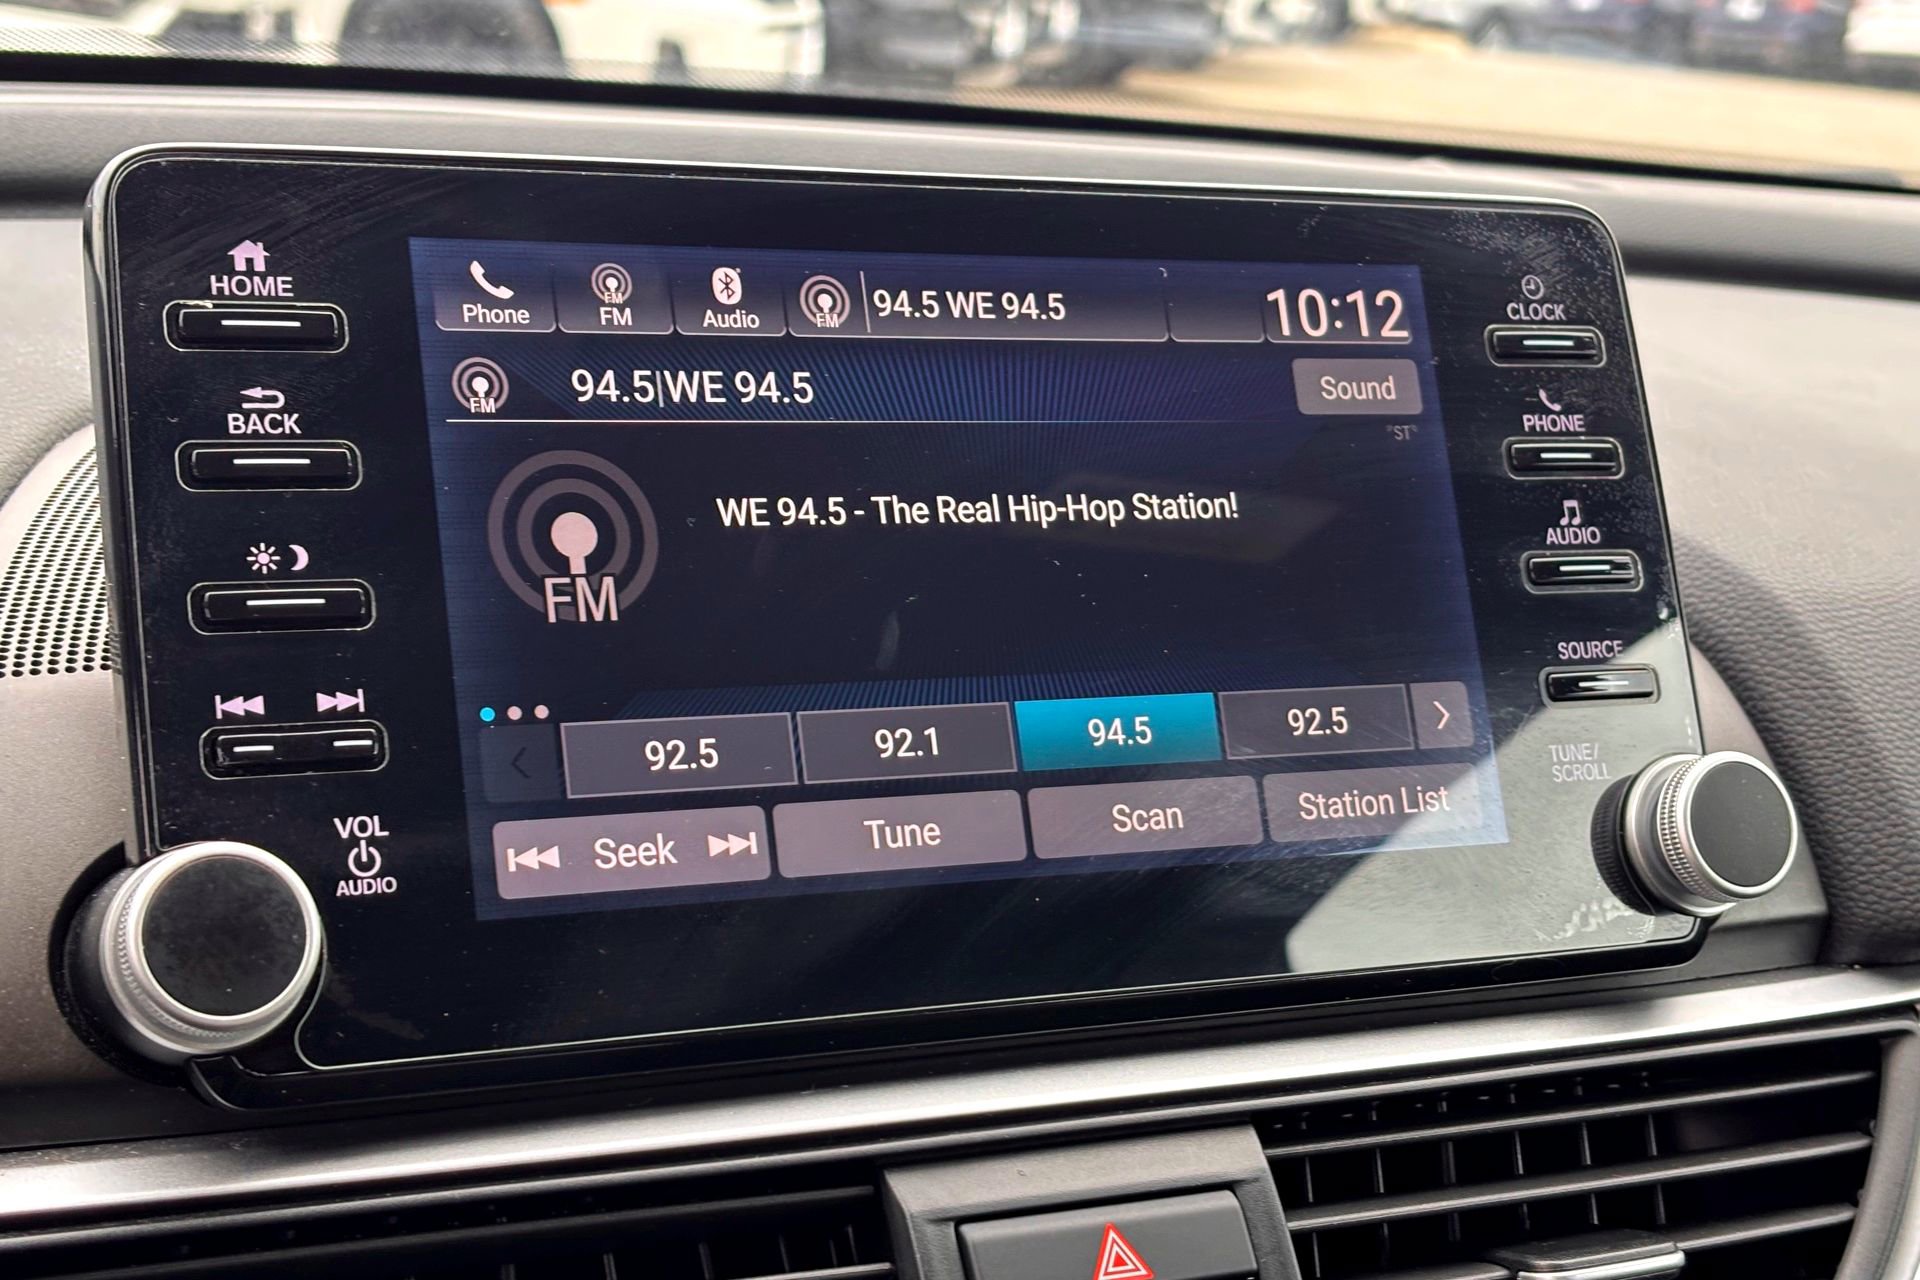 HOME
BACK
VOL
AUDIO
Phone
FM
FM
Audio
FM
94.5 WE 94.5
10:12
FM
94.5|WE 94.5
Sound
"ST"
FM
WE 94.5 - The Real Hip-Hop Station!
92.5
92.1
94.5
92.5
Seek
Tune
Scan
Station List
CLOCK
PHONE
AUDIO
SOURCE
TUNE/
SCROLL